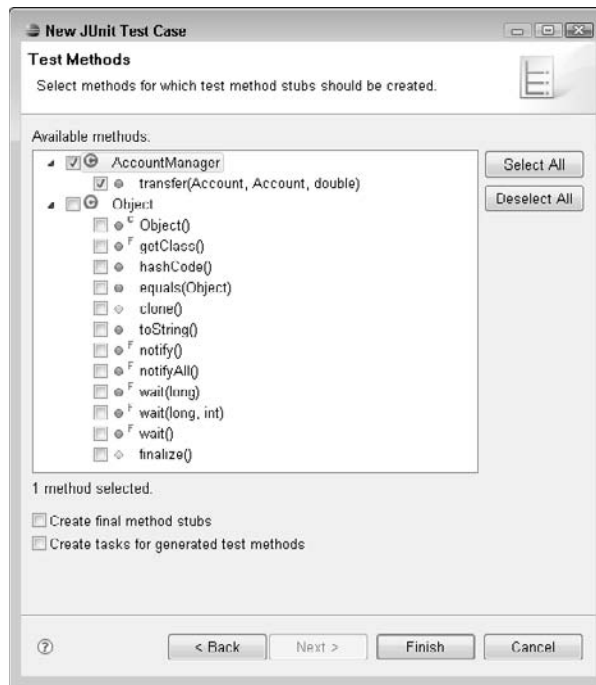 New JUnit Test Case
Test Methods
Select methods for which test method stubs should be created.
Available methods:
AccountManager
transfer(Account, Account, double)
Object
Object()
getClass()
hashCode()
equals(Object)
clone()
toString()
notify()
notifyAll()
wait(long)
wait(long, int)
wait()
finalize()
Select All
Deselect All
1 method selected.
Create final method stubs
Create tasks for generated test methods
< Back
Next >
Finish
Cancel